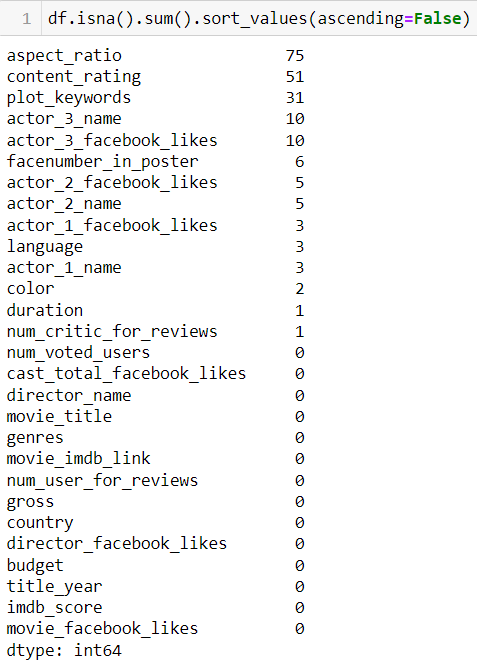 1 df.isna().sum().sort_values(ascending=False)
aspect_ratio 75
content_rating 51
plot_keywords 31
actor_3_name 10
actor_3_facebook_likes 10
facenumber_in_poster 6
actor_2_facebook_likes 5
actor_2_name 5
actor_1_facebook_likes 3
language 3
actor_1_name 3
color 2
duration 1
num_critic_for_reviews 1
num_voted_users 0
cast_total_facebook_likes 0
director_name 0
movie_title 0
genres 0
movie_imdb_link 0
num_user_for_reviews 0
gross 0
country 0
director_facebook_likes 0
budget 0
title_year 0
imdb_score 0
movie_facebook_likes 0
dtype: int64